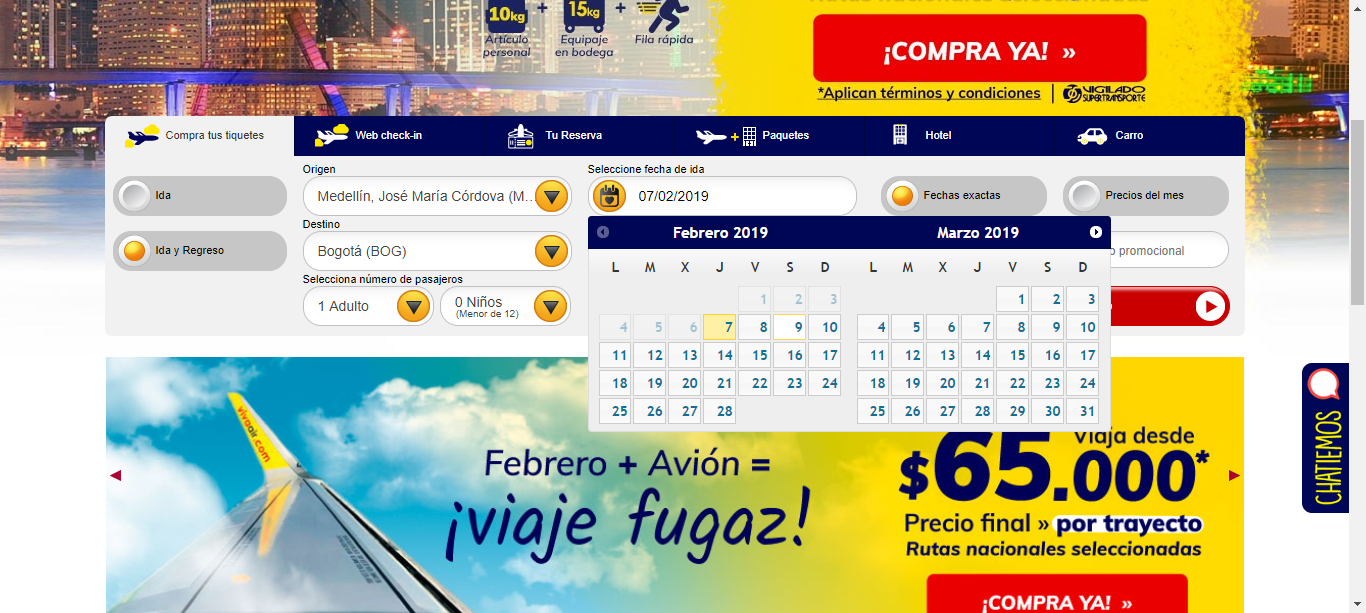 10kg + 15kg +
Artículo personal
Equipaje en bodega
Fila rápida
¡COMPRA YA! »
*Aplican términos y condiciones | VIGILADO SUPERTRANSPORTE
Compra tus tiquetes
Web check-in
Tu Reserva
Paquetes
Hotel
Carro
Ida
Ida y Regreso
Origen
Medellín, José María Córdova (M...
Destino
Bogotá (BOG)
Selecciona número de pasajeros
1 Adulto
0 Niños
(Menor de 12)
Seleccione fecha de ida
07/02/2019
Fechas exactas
Precios del mes
o promocional
Febrero 2019
L M X J V S D
1 2 3
4 5 6 7 8 9 10
11 12 13 14 15 16 17
18 19 20 21 22 23 24
25 26 27 28
Marzo 2019
L M X J V S D
1 2 3
4 5 6 7 8 9 10
11 12 13 14 15 16 17
18 19 20 21 22 23 24
25 26 27 28 29 30 31
CHATIEMOS
vivaair.com
Febrero + Avión =
¡viaje fugaz!
Viaja desde
$65.000*
Precio final » por trayecto
Rutas nacionales seleccionadas
¡COMPRA YA! »